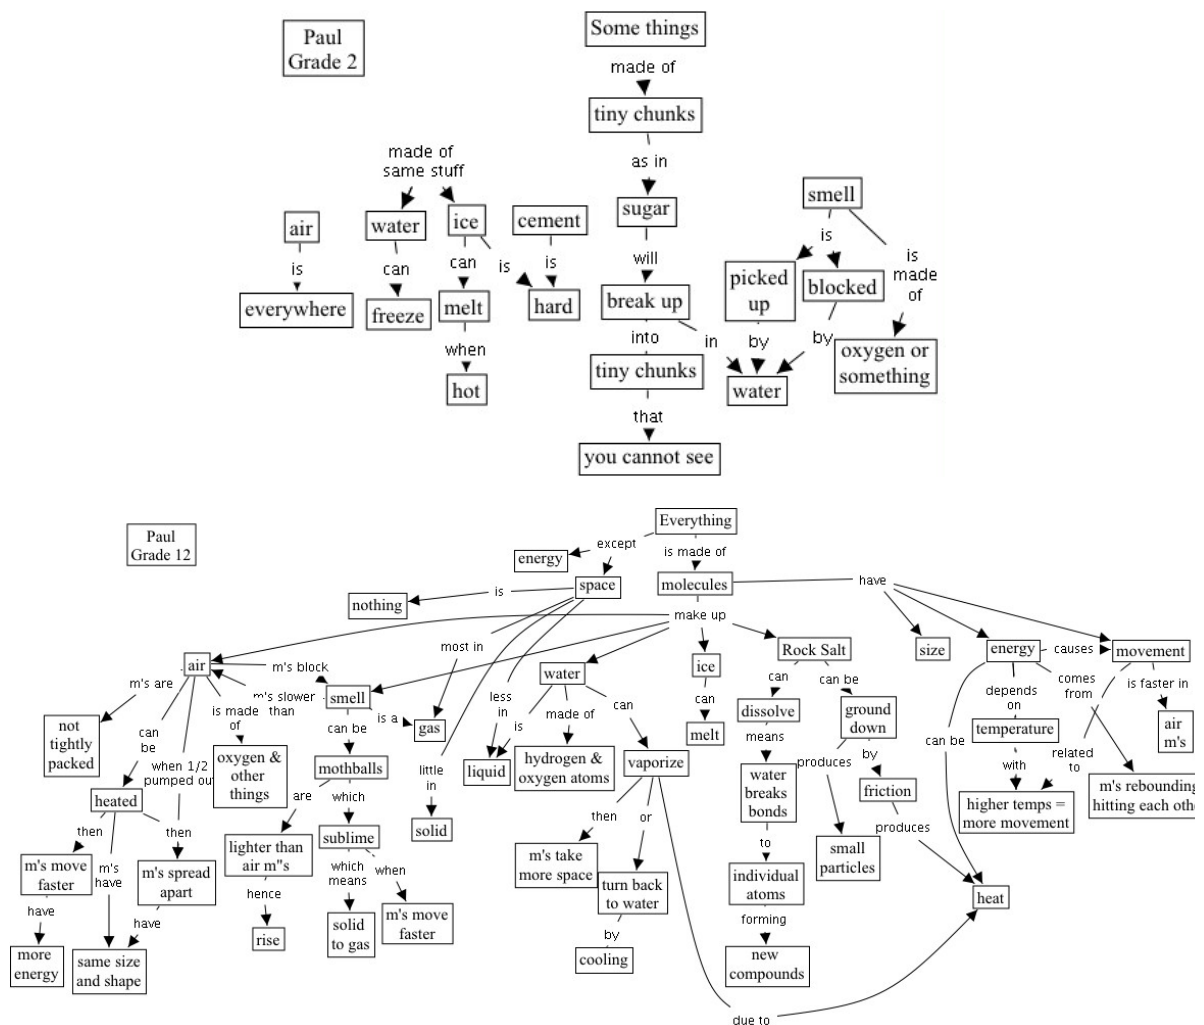 Paul
Grade 2
Some things
made of
tiny chunks
as in
made of
same stuff
smell
sugar
air
water
ice
cement
is
is
made
of
is
can
can
is
is
will
picked
up
blocked
everywhere
freeze
melt
hard
break up
when
into
in
by
by
oxygen or
something
hot
tiny chunks
water
that
you cannot see
Paul
Grade 12
Everything
except
is made of
energy
space
molecules
have
is
nothing
make up
most in
air
m's block
water
ice
Rock Salt
size
energy
causes
movement
m's are
m's slower
than
smell
is a
gas
less
in
is
made of
can
can
can
can be
depends
on
comes
from
is faster in
not
tightly
packed
can
be
is made
of
can be
dissolve
ground
down
temperature
air
m's
when 1/2
pumped out
oxygen &
other
things
mothballs
liquid
hydrogen &
oxygen atoms
vaporize
melt
means
by
produces
can be
with
related
to
m's rebounding
hitting each othe
heated
are
which
little
in
solid
water
breaks
bonds
friction
higher temps =
more movement
then
m's
have
then
lighter than
air m"s
sublime
then
or
to
small
particles
produces
m's move
faster
m's spread
apart
hence
which
means
when
m's take
more space
turn back
to water
individual
atoms
heat
have
have
rise
solid
to gas
m's move
faster
by
forming
more
energy
same size
and shape
cooling
new
compounds
due to